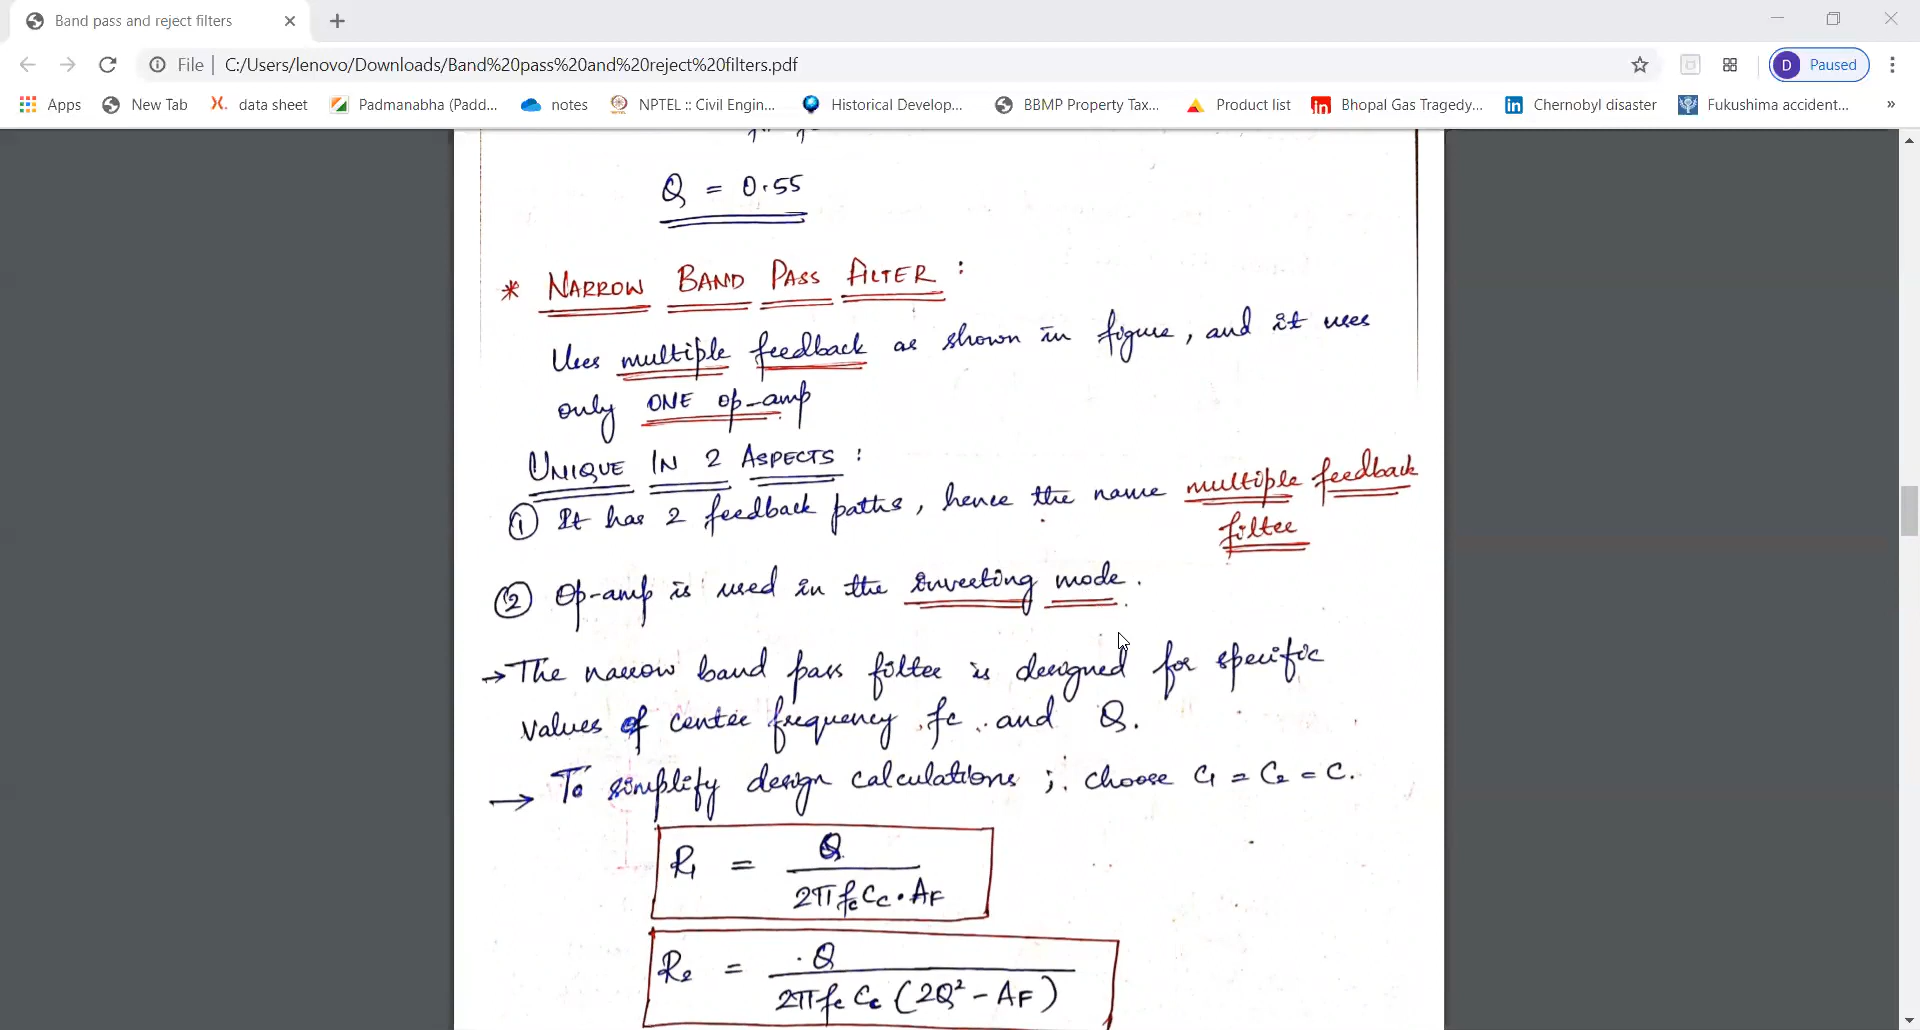 Band pass and reject filters
File | C:/Users/lenovo/Downloads/Band%20pass%20and%20reject%20filters.pdf
D Paused
Apps New Tab X. data sheet Padmanabha (Padd... notes NPTEL :: Civil Engin... Historical Develop... BBMP Property Tax... Product list in Bhopal Gas Tragedy... in Chernobyl disaster Fukushima accident... »
Q = 0.55
* NARROW BAND PASS FILTER :
Uses multiple feedback as shown in figure, and it uses
only ONE op-amp
UNIQUE IN 2 ASPECTS :
① It has 2 feedback paths, hence the name multiple feedback
filter
② Op-amp is used in the inverting mode.
→ The narrow band pass filter is designed for specific
values of center frequency fc and Q.
→ To simplify design calculations ; choose C1 = C2 = C.
R1 = Q / 2πfcCc·AF
R2 = Q / 2πfcCc (2Q² - AF)